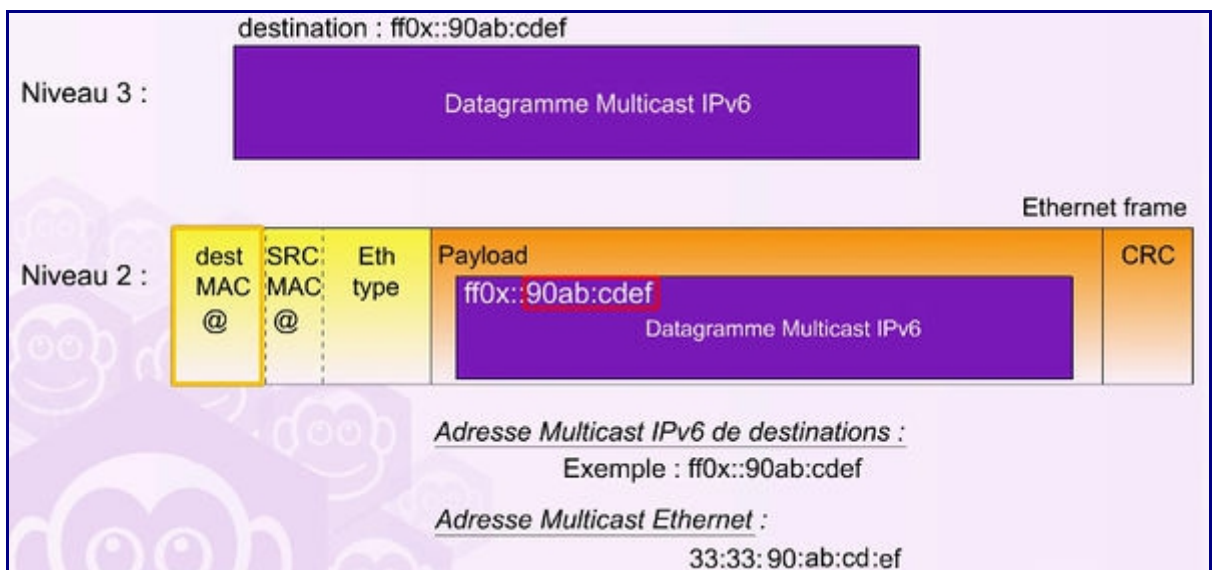 destination : ff0x::90ab:cdef
Niveau 3 :
Datagramme Multicast IPv6
Ethernet frame
Niveau 2 :
dest MAC @
SRC MAC @
Eth type
Payload
ff0x::90ab:cdef
Datagramme Multicast IPv6
CRC
Adresse Multicast IPv6 de destinations :
Exemple : ff0x::90ab:cdef
Adresse Multicast Ethernet :
33:33:90:ab:cd:ef